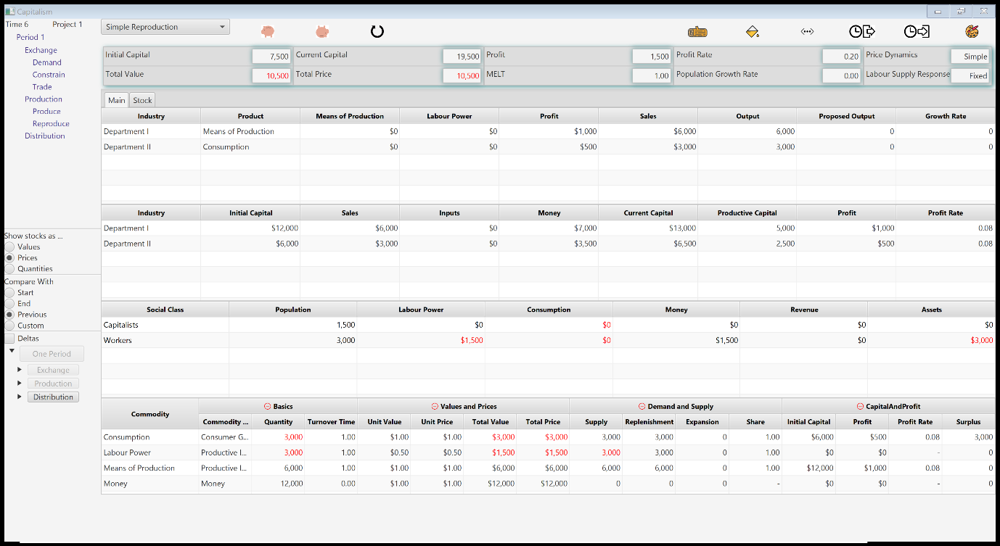 Capitalism
Time 6 Project 1 Simple Reproduction
Period 1
Exchange
Demand
Constrain
Trade
Production
Produce
Reproduce
Distribution
Initial Capital 7,500 Current Capital 19,500 Profit 1,500 Profit Rate 0.20 Price Dynamics Simple
Total Value 10,500 Total Price 10,500 MELT 1.00 Population Growth Rate 0.00 Labour Supply Response Fixed
Main Stock
Industry Product Means of Production Labour Power Profit Sales Output Proposed Output Growth Rate
Department I Means of Production $0 $0 $1,000 $6,000 6,000 0 0
Department II Consumption $0 $0 $500 $3,000 3,000 0 0
Industry Initial Capital Sales Inputs Money Current Capital Productive Capital Profit Profit Rate
Department I $12,000 $6,000 $0 $7,000 $13,000 5,000 $1,000 0.08
Department II $6,000 $3,000 $0 $3,500 $6,500 2,500 $500 0.08
Show stocks as ...
Values
Prices
Quantities
Compare With
Start
End
Previous
Custom
Deltas
One Period
Exchange
Production
Distribution
Social Class Population Labour Power Consumption Money Revenue Assets
Capitalists 1,500 $0 $0 $0 $0 $0
Workers 3,000 $1,500 $0 $1,500 $0 $3,000
Commodity Basics Values and Prices Demand and Supply CapitalAndProfit
Commodity ... Quantity Turnover Time Unit Value Unit Price Total Value Total Price Supply Replenishment Expansion Share Initial Capital Profit Profit Rate Surplus
Consumption Consumer G... 3,000 1.00 $1.00 $1.00 $3,000 $3,000 3,000 3,000 0 1.00 $6,000 $500 0.08 3,000
Labour Power Productive I... 3,000 1.00 $0.50 $0.50 $1,500 $1,500 3,000 3,000 0 1.00 $0 $0 - 0
Means of Production Productive I... 6,000 1.00 $1.00 $1.00 $6,000 $6,000 6,000 6,000 0 1.00 $12,000 $1,000 0.08 0
Money Money 12,000 0.00 $1.00 $1.00 $12,000 $12,000 0 0 0 - $0 $0 - 0